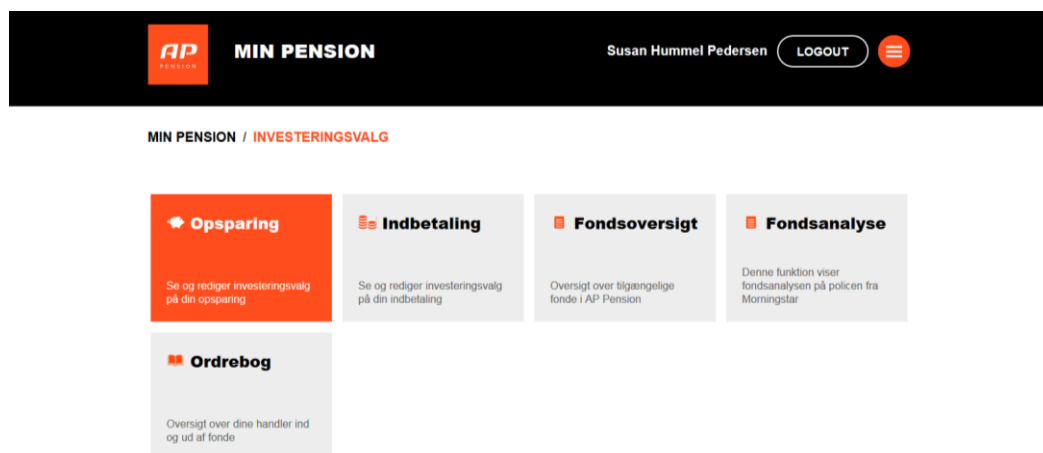 AP
PENSION
MIN PENSION
Susan Hummel Pedersen
LOGOUT
MIN PENSION / INVESTERINGSVALG
Opsparing
Se og rediger investeringsvalg
på din opsparing
Indbetaling
Se og rediger investeringsvalg
på din indbetaling
Fondsoversigt
Oversigt over tilgængelige
fonde i AP Pension
Fondsanalyse
Denne funktion viser
fondsanalysen på policen fra
Morningstar
Ordrebog
Oversigt over dine handler ind
og ud af fonde